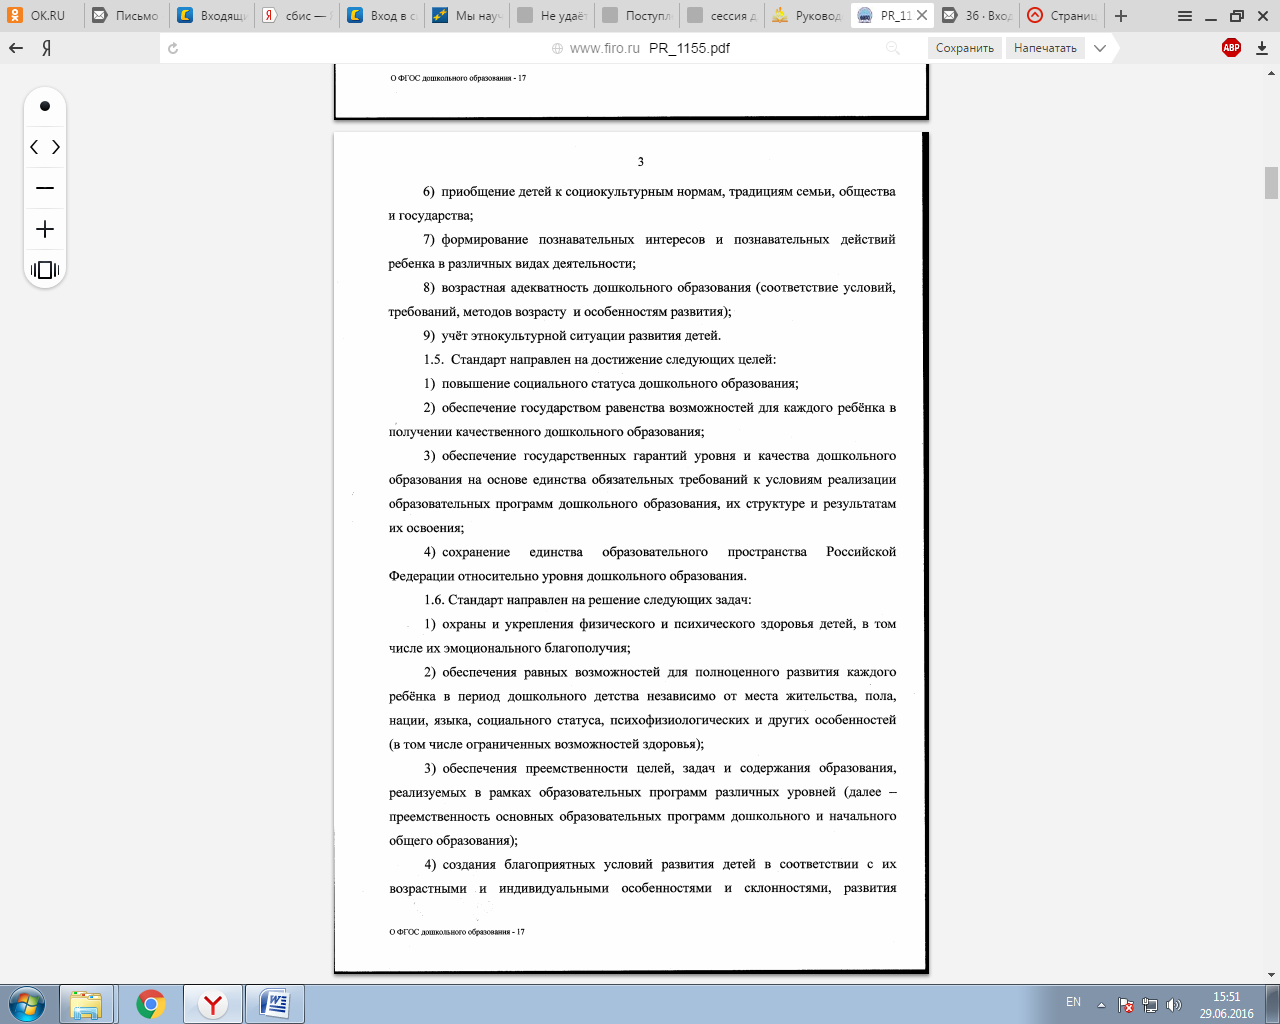 OK.RU
Письмо
Входящи
сбис — Я
Вход в си
Мы науч
Не удаёт
Поступл
сессия д
Руковод
PR_11
36 · Вход
Страниц
Я
www.firo.ru PR_1155.pdf
Сохранить
Напечатать
ABP
О ФГОС дошкольного образования - 17
3
6) приобщение детей к социокультурным нормам, традициям семьи, общества
и государства;
7) формирование познавательных интересов и познавательных действий
ребенка в различных видах деятельности;
8) возрастная адекватность дошкольного образования (соответствие условий,
требований, методов возрасту и особенностям развития);
9) учёт этнокультурной ситуации развития детей.
1.5. Стандарт направлен на достижение следующих целей:
1) повышение социального статуса дошкольного образования;
2) обеспечение государством равенства возможностей для каждого ребёнка в
получении качественного дошкольного образования;
3) обеспечение государственных гарантий уровня и качества дошкольного
образования на основе единства обязательных требований к условиям реализации
образовательных программ дошкольного образования, их структуре и результатам
их освоения;
4) сохранение единства образовательного пространства Российской
Федерации относительно уровня дошкольного образования.
1.6. Стандарт направлен на решение следующих задач:
1) охраны и укрепления физического и психического здоровья детей, в том
числе их эмоционального благополучия;
2) обеспечения равных возможностей для полноценного развития каждого
ребёнка в период дошкольного детства независимо от места жительства, пола,
нации, языка, социального статуса, психофизиологических и других особенностей
(в том числе ограниченных возможностей здоровья);
3) обеспечения преемственности целей, задач и содержания образования,
реализуемых в рамках образовательных программ различных уровней (далее –
преемственность основных образовательных программ дошкольного и начального
общего образования);
4) создания благоприятных условий развития детей в соответствии с их
возрастными и индивидуальными особенностями и склонностями, развития
О ФГОС дошкольного образования - 17
EN
15:51
29.06.2016